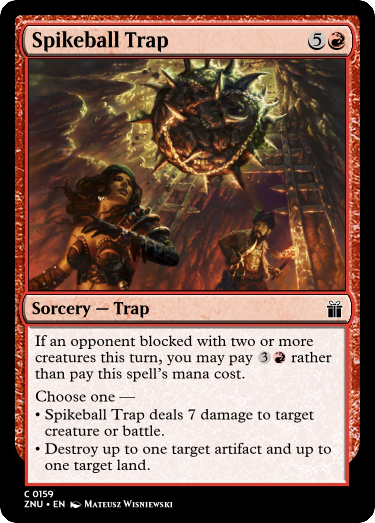 Spikeball Trap 5
Sorcery — Trap
If an opponent blocked with two or more
creatures this turn, you may pay 3 rather
than pay this spell's mana cost.
Choose one —
• Spikeball Trap deals 7 damage to target
creature or battle.
• Destroy up to one target artifact and up to
one target land.
C 0159
ZNU • EN Mateusz Wisniewski